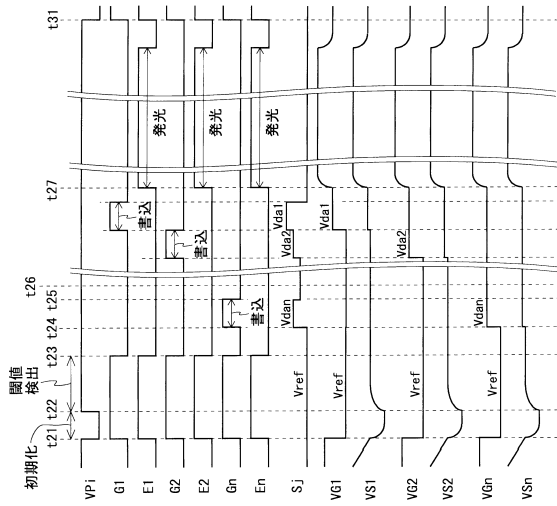 初期化
閾値
検出
t21 t22 t23 t24 t25 t26 t27 t31
VPi
G1 書込
E1 発光
G2 書込
E2 発光
Gn 書込
En 発光
Sj Vref Vdan Vda2 Vda1
VG1 Vref Vda1
VS1
VG2 Vref Vda2
VS2
VGn Vref Vdan
VSn